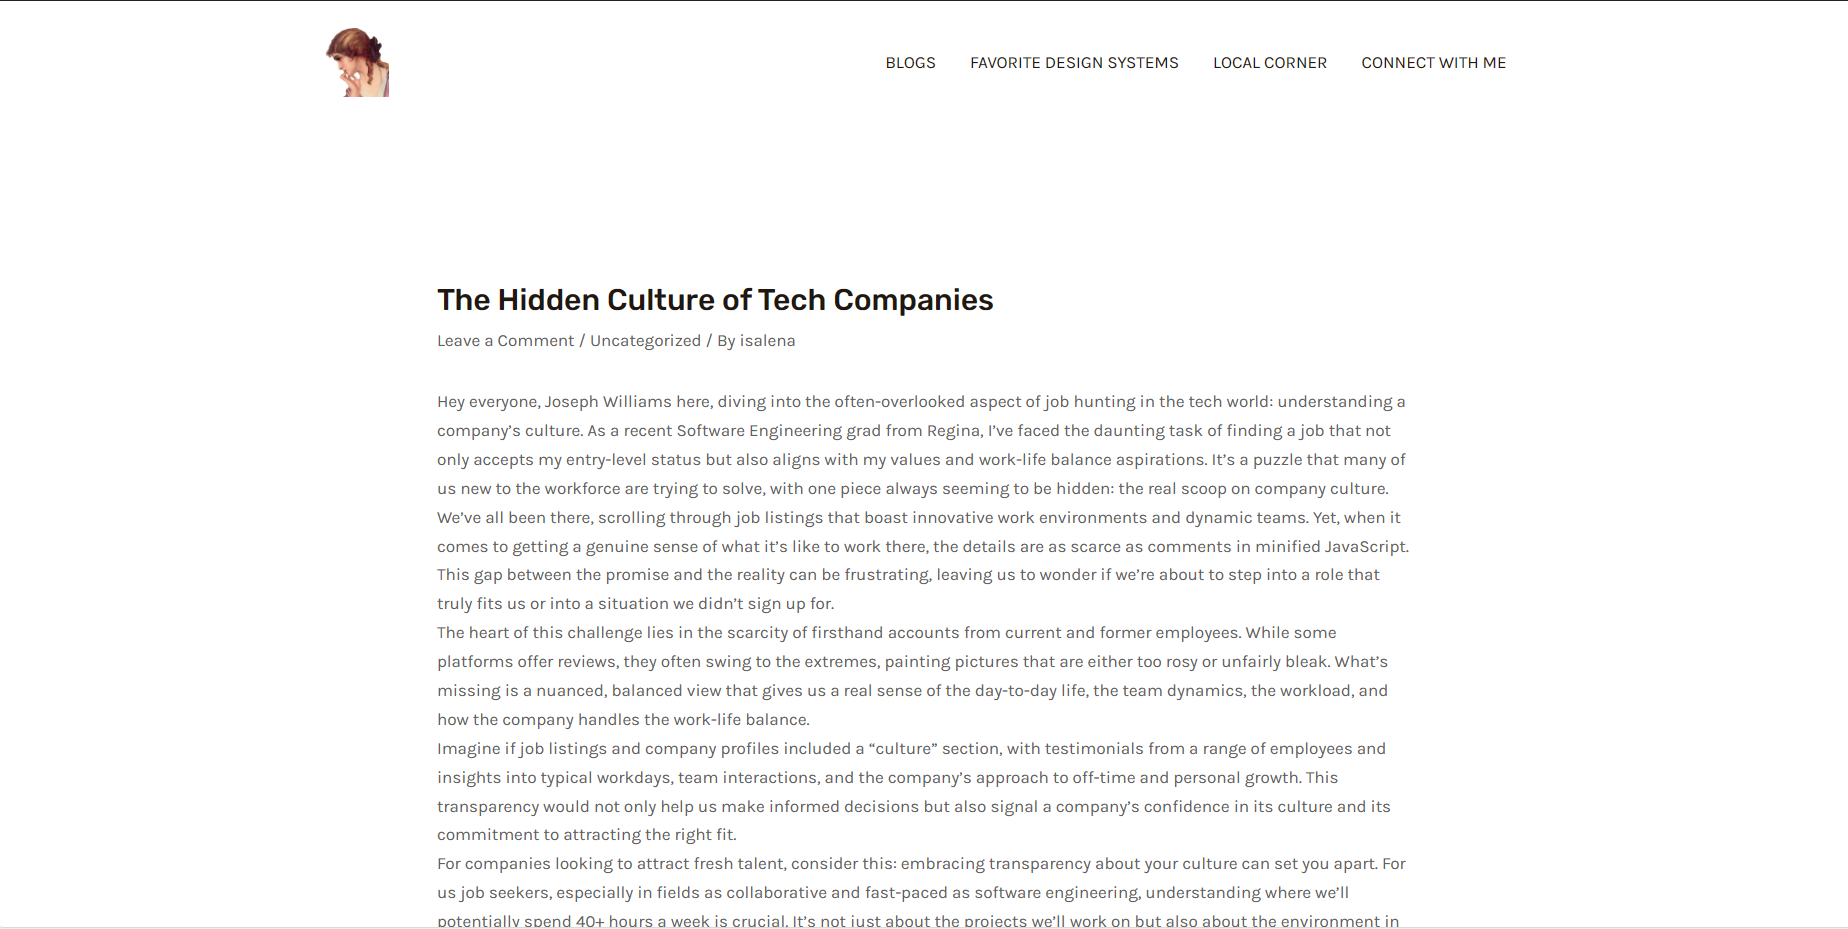 BLOGS FAVORITE DESIGN SYSTEMS LOCAL CORNER CONNECT WITH ME
The Hidden Culture of Tech Companies
Leave a Comment / Uncategorized / By isalena
Hey everyone, Joseph Williams here, diving into the often-overlooked aspect of job hunting in the tech world: understanding a
company’s culture. As a recent Software Engineering grad from Regina, I’ve faced the daunting task of finding a job that not
only accepts my entry-level status but also aligns with my values and work-life balance aspirations. It’s a puzzle that many of
us new to the workforce are trying to solve, with one piece always seeming to be hidden: the real scoop on company culture.
We’ve all been there, scrolling through job listings that boast innovative work environments and dynamic teams. Yet, when it
comes to getting a genuine sense of what it’s like to work there, the details are as scarce as comments in minified JavaScript.
This gap between the promise and the reality can be frustrating, leaving us to wonder if we’re about to step into a role that
truly fits us or into a situation we didn’t sign up for.
The heart of this challenge lies in the scarcity of firsthand accounts from current and former employees. While some
platforms offer reviews, they often swing to the extremes, painting pictures that are either too rosy or unfairly bleak. What’s
missing is a nuanced, balanced view that gives us a real sense of the day-to-day life, the team dynamics, the workload, and
how the company handles the work-life balance.
Imagine if job listings and company profiles included a “culture” section, with testimonials from a range of employees and
insights into typical workdays, team interactions, and the company’s approach to off-time and personal growth. This
transparency would not only help us make informed decisions but also signal a company’s confidence in its culture and its
commitment to attracting the right fit.
For companies looking to attract fresh talent, consider this: embracing transparency about your culture can set you apart. For
us job seekers, especially in fields as collaborative and fast-paced as software engineering, understanding where we’ll
potentially spend 40+ hours a week is crucial. It’s not just about the projects we’ll work on but also about the environment in